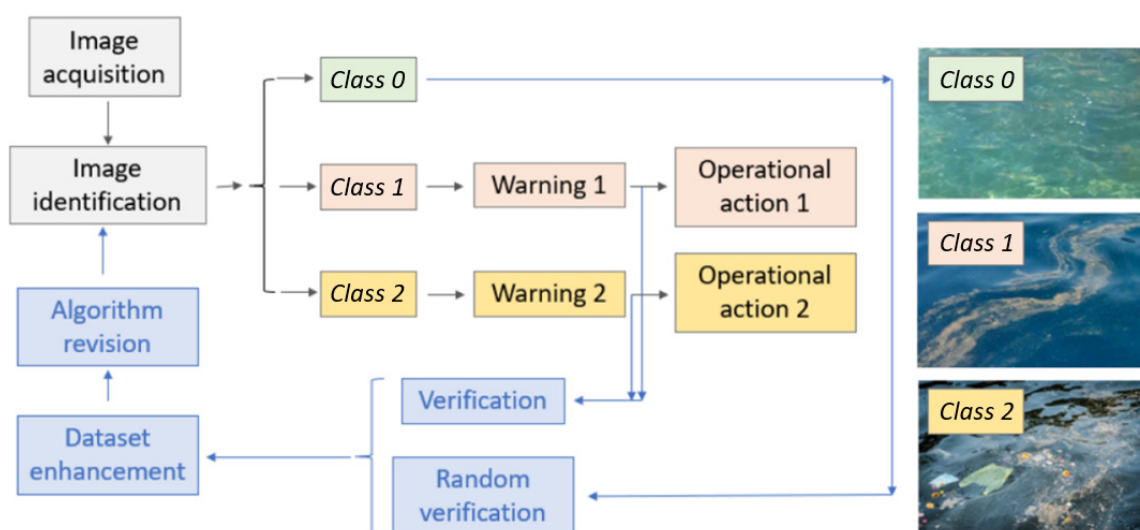 Image
acquisition
Image
identification
Class 0
Class 1
Warning 1
Operational
action 1
Class 2
Warning 2
Operational
action 2
Algorithm
revision
Dataset
enhancement
Verification
Random
verification
Class 0
Class 1
Class 2